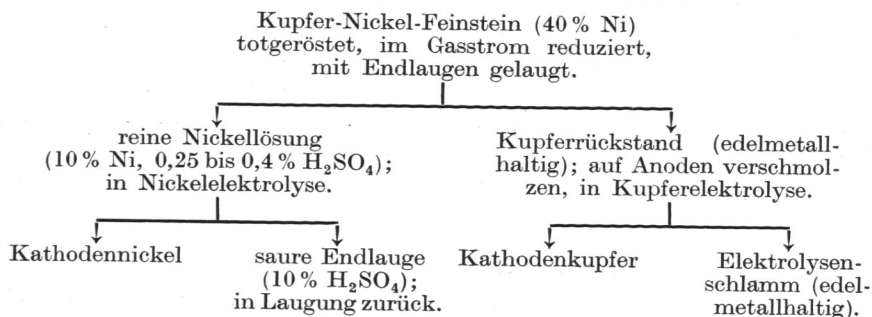 Kupfer-Nickel-Feinstein (40 % Ni)
totgeröstet, im Gasstrom reduziert,
mit Endlaugen gelaugt.
reine Nickellösung
(10 % Ni, 0,25 bis 0,4 % H₂SO₄);
in Nickelelektrolyse.
Kupferrückstand (edelmetall-
haltig); auf Anoden verschmol-
zen, in Kupferelektrolyse.
Kathodennickel
saure Endlauge
(10 % H₂SO₄);
in Laugung zurück.
Kathodenkupfer
Elektrolysen-
schlamm (edel-
metallhaltig).